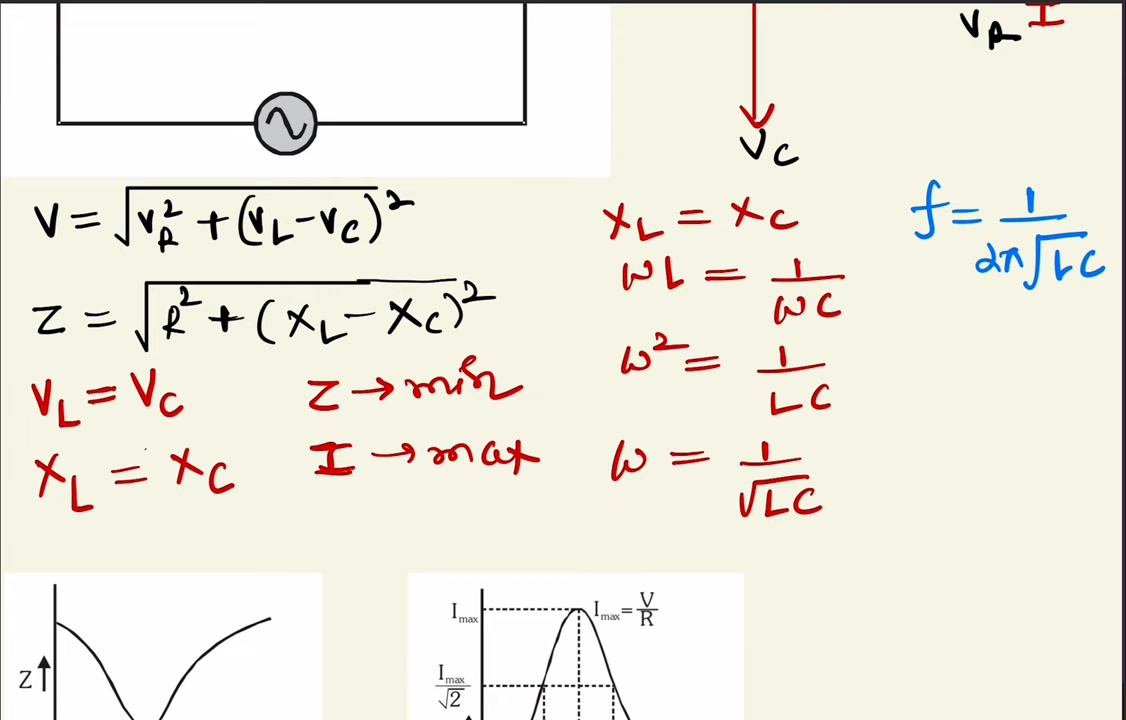 V_R I
V_C
V = √(V_R² + (V_L - V_C)²)
Z = √(R² + (X_L - X_C)²)
V_L = V_C Z → min
X_L = X_C I → max
X_L = X_C
ωL = 1/ωC
ω² = 1/LC
ω = 1/√LC
f = 1/2π√LC
Z↑
I_max
I_max = V/R
I_max/√2